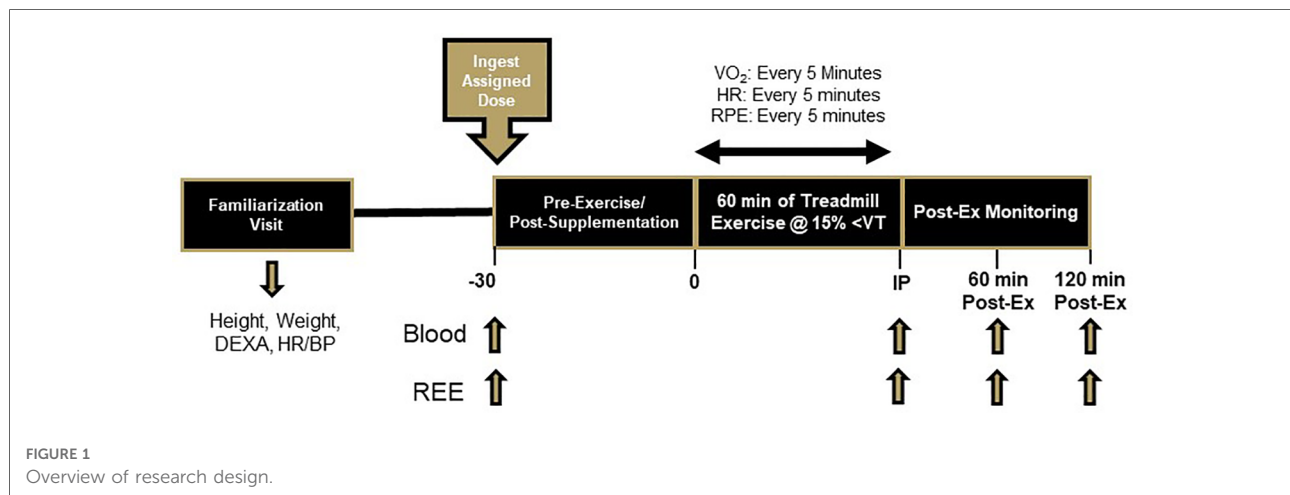 Ingest
Assigned
Dose
VO₂: Every 5 Minutes
HR: Every 5 minutes
RPE: Every 5 minutes
Familiarization
Visit
Pre-Exercise/
Post-Supplementation
60 min of Treadmill
Exercise @ 15% <VT
Post-Ex Monitoring
-30
0
IP
60 min
Post-Ex
120 min
Post-Ex
Height, Weight,
DEXA, HR/BP
Blood
REE
FIGURE 1
Overview of research design.